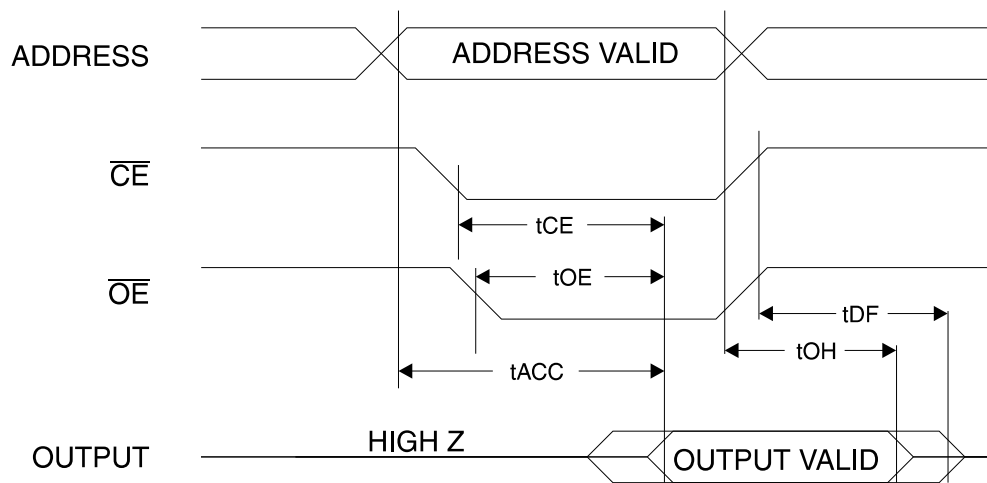 ADDRESS
ADDRESS VALID
CE
tCE
OE
tOE
tDF
tOH
tACC
HIGH Z
OUTPUT
OUTPUT VALID